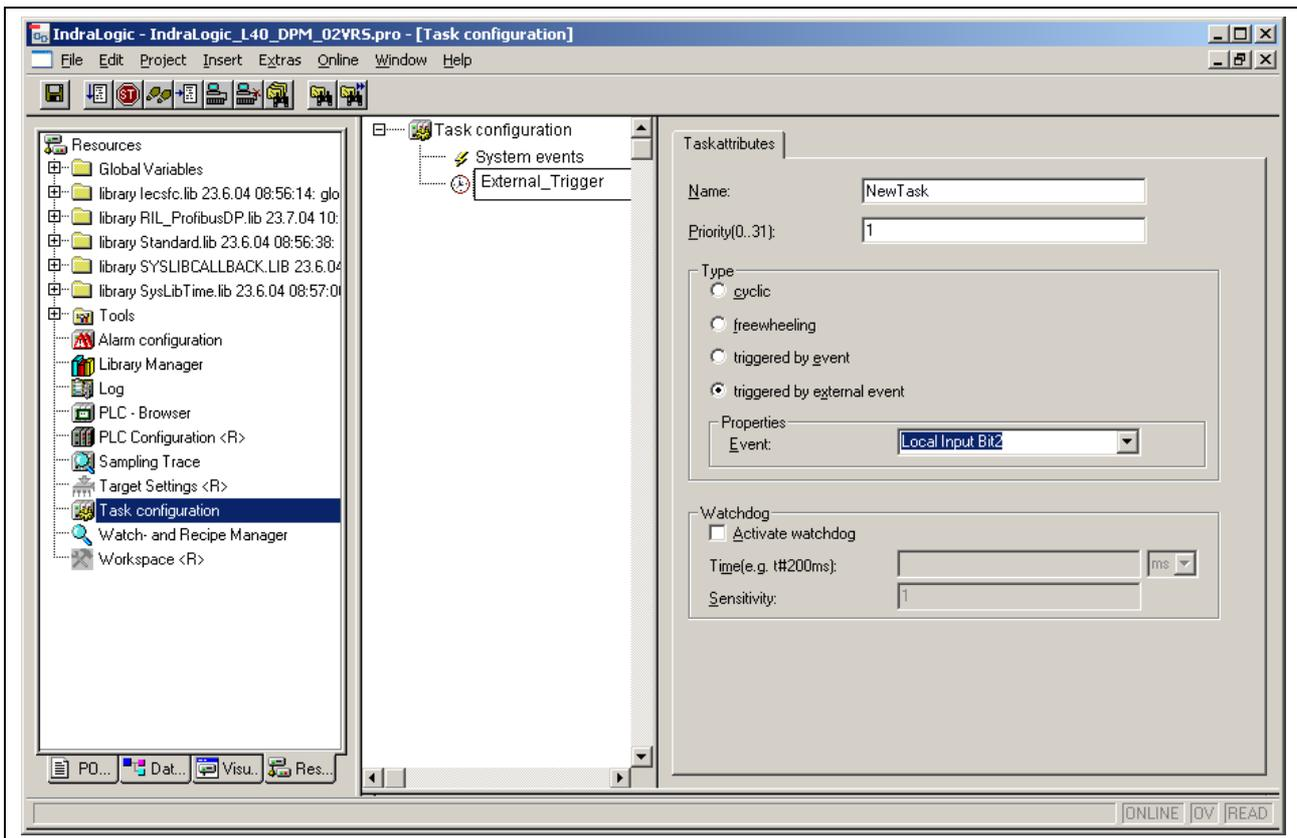 IndraLogic - IndraLogic_L40_DPM_02VRS.pro - [Task configuration]
File Edit Project Insert Extras Online Window Help
Resources
Global Variables
library Iecsfc.lib 23.6.04 08:56:14: glo
library RIL_ProfibusDP.lib 23.7.04 10:
library Standard.lib 23.6.04 08:56:38:
library SYSLIBCALLBACK.LIB 23.6.04
library SysLibTime.lib 23.6.04 08:57:0
Tools
Alarm configuration
Library Manager
Log
PLC - Browser
PLC Configuration <R>
Sampling Trace
Target Settings <R>
Task configuration
Watch- and Recipe Manager
Workspace <R>
PO... Dat... Visu.. Res...
Task configuration
System events
External_Trigger
Taskattributes
Name: NewTask
Priority(0..31): 1
Type
cyclic
freewheeling
triggered by event
triggered by external event
Properties
Event: Local Input Bit2
Watchdog
Activate watchdog
Time(e.g. t#200ms): ms
Sensitivity: 1
ONLINE OV READ